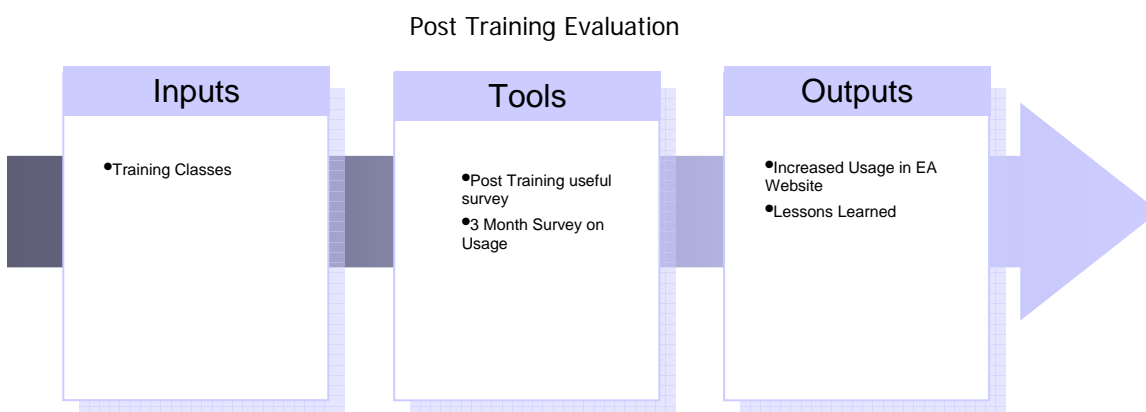 Post Training Evaluation
Inputs
•Training Classes
Tools
•Post Training useful
survey
•3 Month Survey on
Usage
Outputs
•Increased Usage in EA
Website
•Lessons Learned